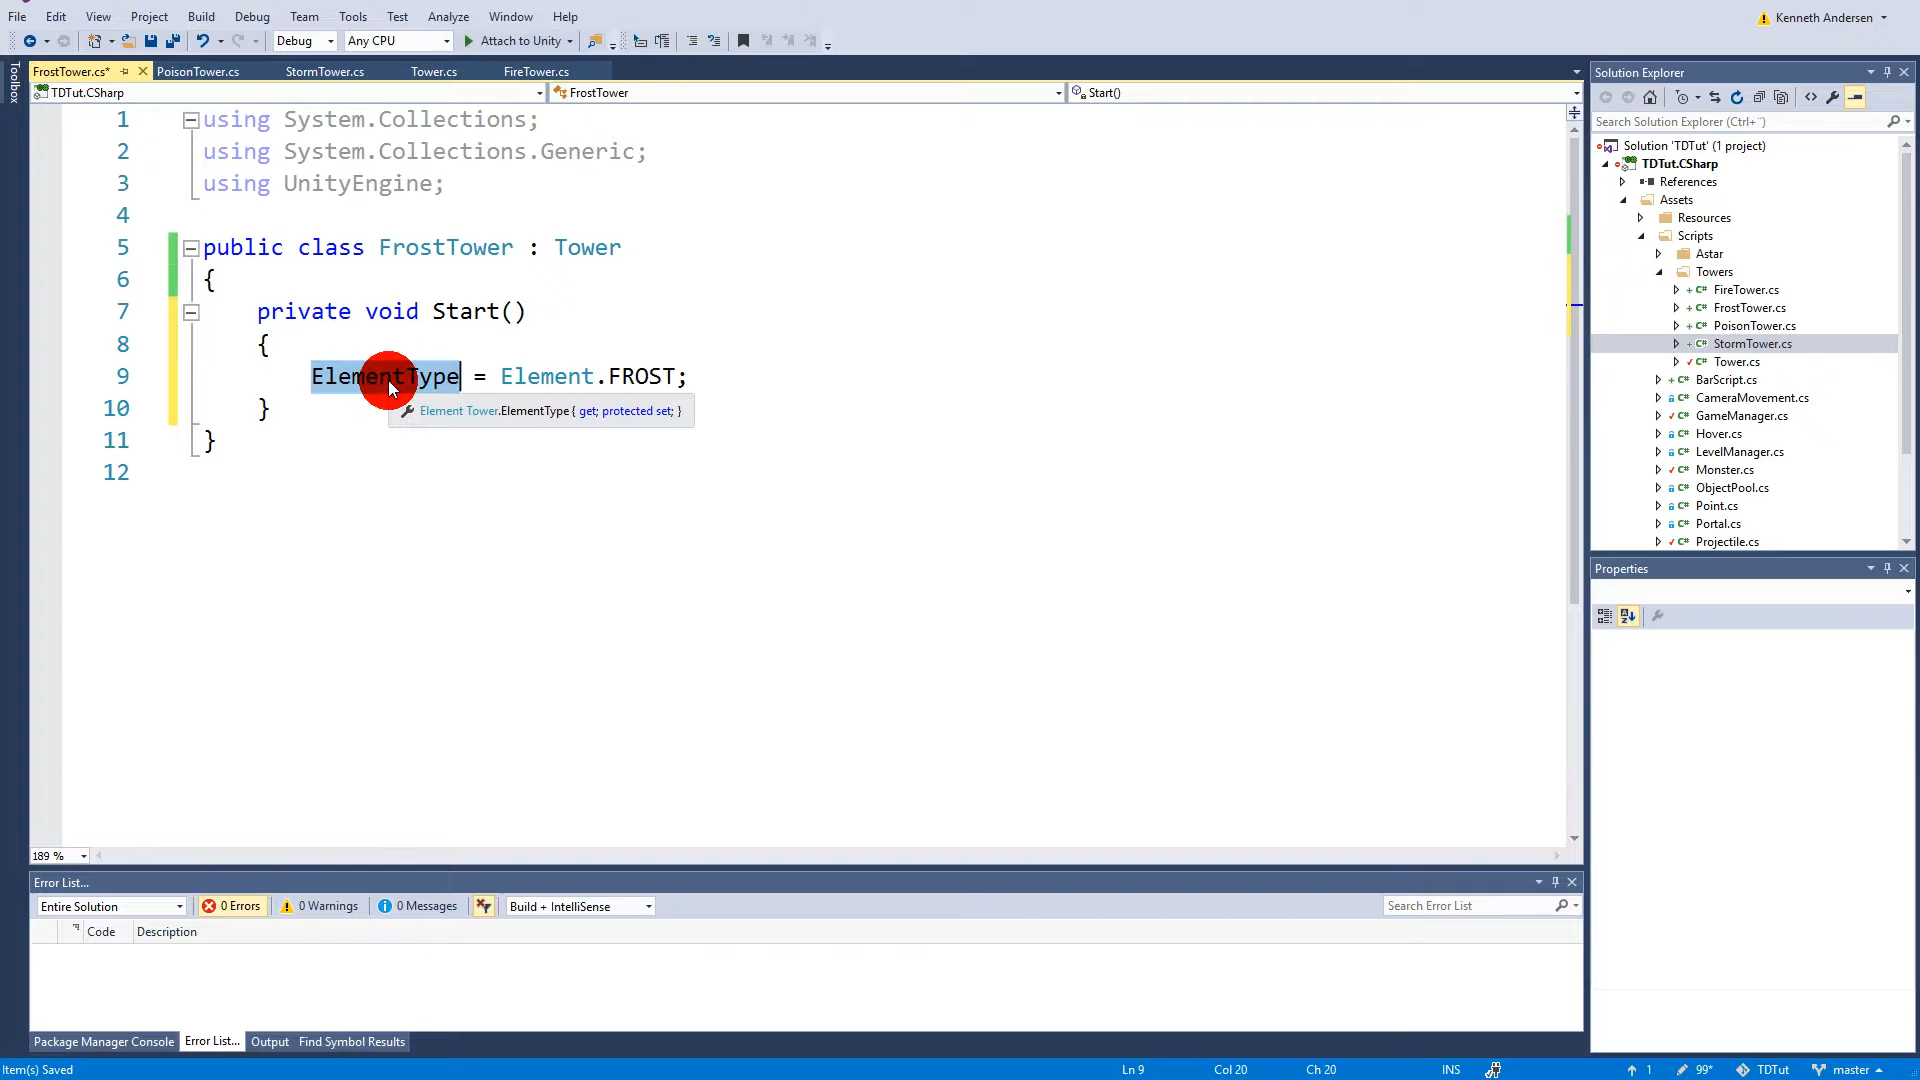 File Edit View Project Build Debug Team Tools Test Analyze Window Help Kenneth Andersen
Debug Any CPU Attach to Unity
Toolbox
FrostTower.cs* PoisonTower.cs StormTower.cs Tower.cs FireTower.cs
TDTut.CSharp FrostTower Start()
1 using System.Collections;
2 using System.Collections.Generic;
3 using UnityEngine;
4
5 public class FrostTower : Tower
6 {
7 private void Start()
8 {
9 ElementType = Element.FROST;
10 }
Element Tower.ElementType { get; protected set; }
11 }
12
189 %
Solution Explorer
Search Solution Explorer (Ctrl+¨)
Solution 'TDTut' (1 project)
TDTut.CSharp
References
Assets
Resources
Scripts
Astar
Towers
FireTower.cs
FrostTower.cs
PoisonTower.cs
StormTower.cs
Tower.cs
BarScript.cs
CameraMovement.cs
GameManager.cs
Hover.cs
LevelManager.cs
Monster.cs
ObjectPool.cs
Point.cs
Portal.cs
Projectile.cs
Properties
Error List...
Entire Solution 0 Errors 0 Warnings 0 Messages Build + IntelliSense Search Error List
Code Description
Package Manager Console Error List... Output Find Symbol Results
Item(s) Saved Ln 9 Col 20 Ch 20 INS 1 99* TDTut master